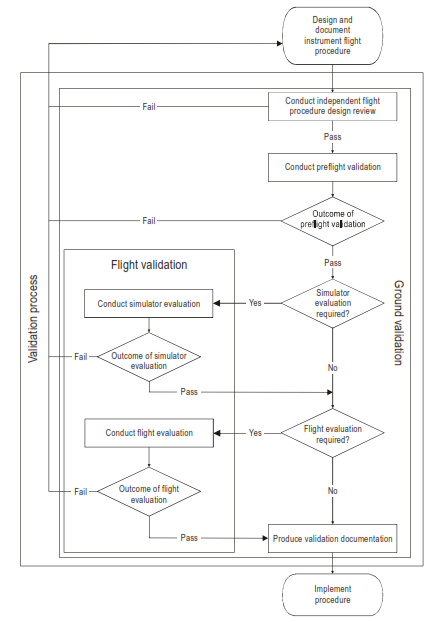 Design and
document
instrument flight
procedure
Fail
Conduct independent flight
procedure design review
Pass
Conduct preflight validation
Fail
Outcome of
preflight validation
Pass
Flight validation
Validation process
Ground validation
Conduct simulator evaluation
Yes
Simulator
evaluation
required?
Fail
Outcome of simulator
evaluation
No
Pass
Conduct flight evaluation
Yes
Flight evaluation
required?
Fail
Outcome of flight
evaluation
No
Pass
Produce validation documentation
Implement
procedure